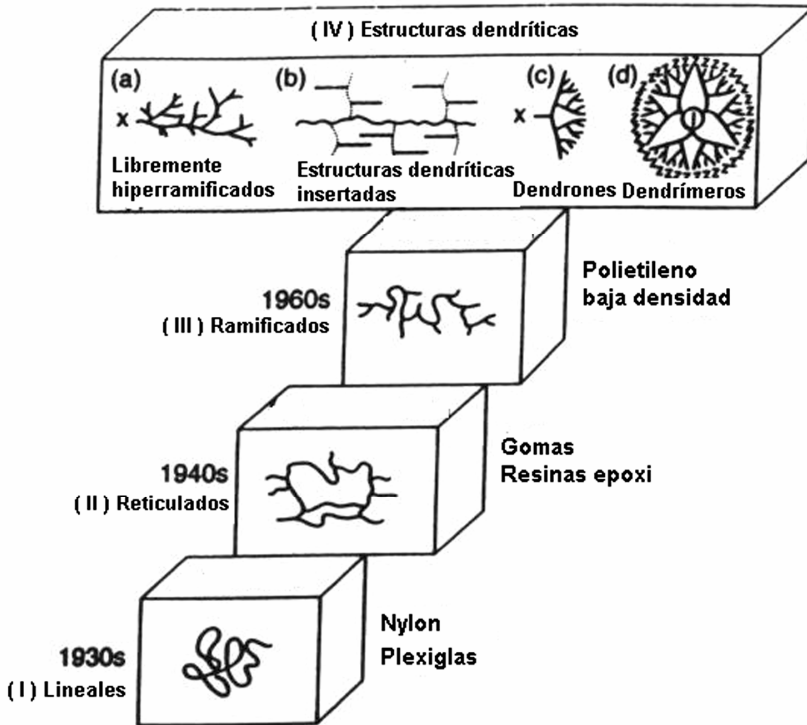 ( IV ) Estructuras dendríticas
(a) (b) (c) (d)
x x
Libremente
hiperramificados
Estructuras dendríticas
insertadas
Dendrones
Dendrímeros
1960s
( III ) Ramificados
Polietileno
baja densidad
1940s
( II ) Reticulados
Gomas
Resinas epoxi
1930s
( I ) Lineales
Nylon
Plexiglas